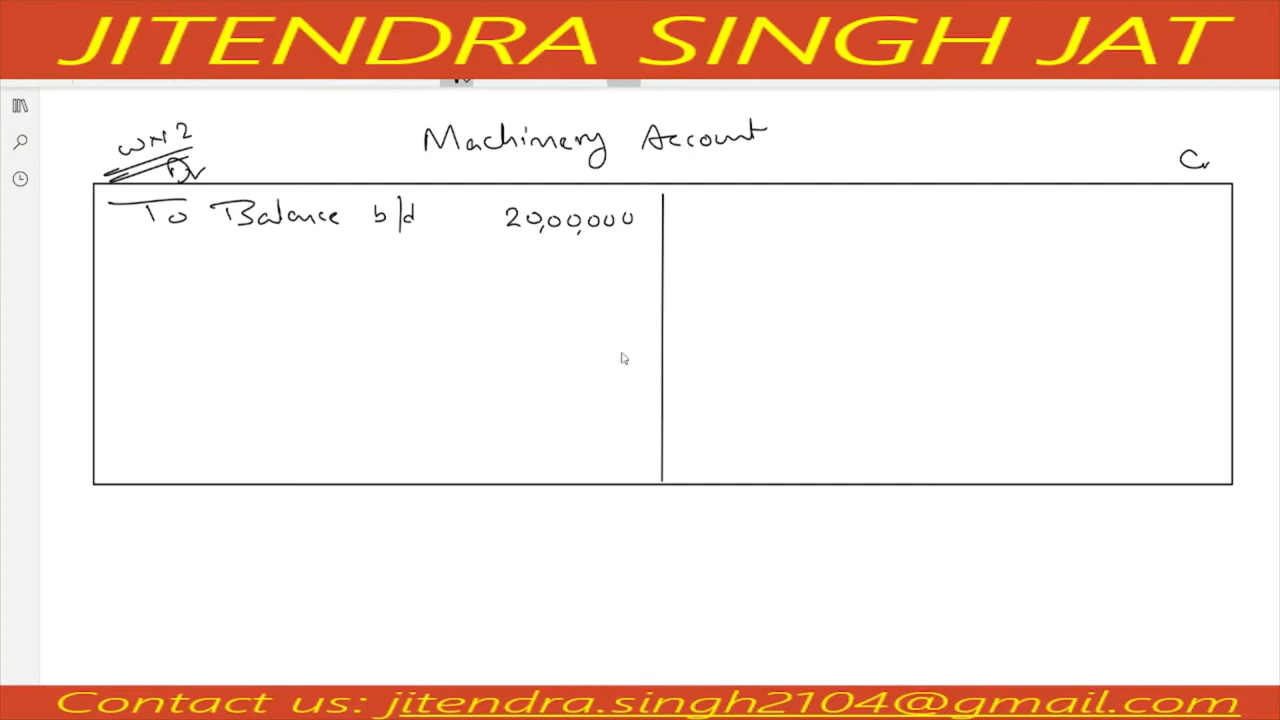 JITENDRA SINGH JAT
WN 2
Machinery Account
Dr
Cr
To Balance b/d 20,00,000
Contact us: jitendra.singh2104@gmail.com